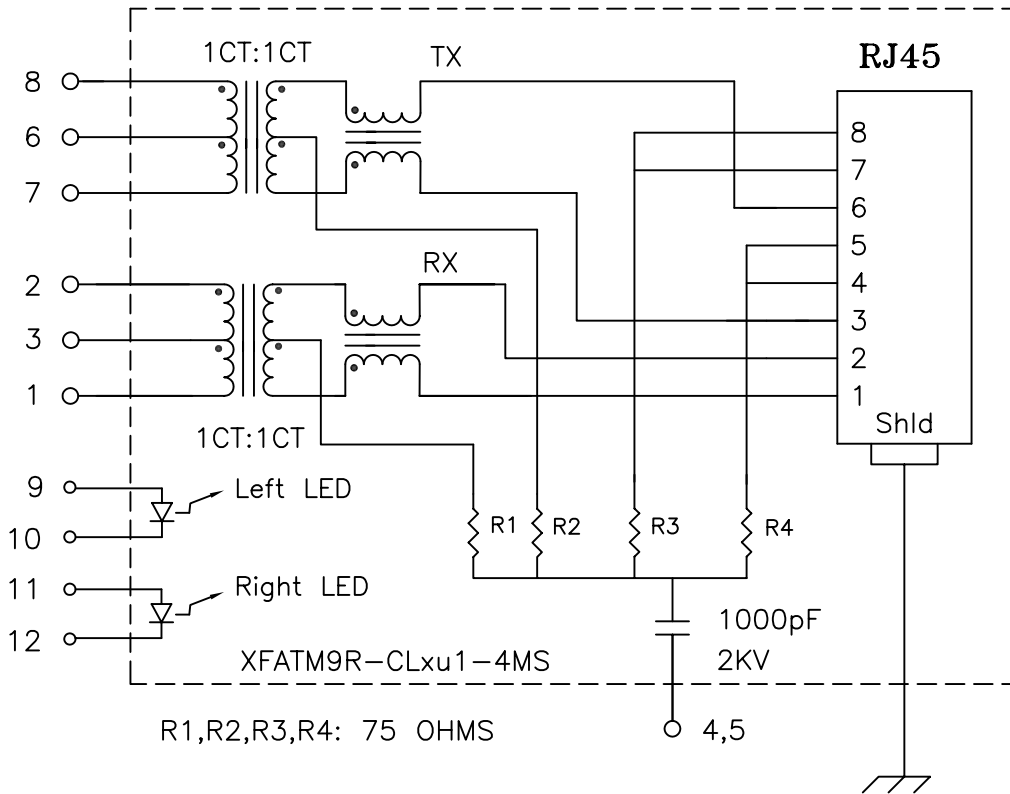 1CT:1CT
TX
RJ45
8
6
7
8
7
6
5
4
3
2
1
Shld
RX
2
3
1
1CT:1CT
9
10
Left LED
11
12
Right LED
R1
R2
R3
R4
1000pF
2KV
XFATM9R-CLxu1-4MS
R1,R2,R3,R4: 75 OHMS
4,5